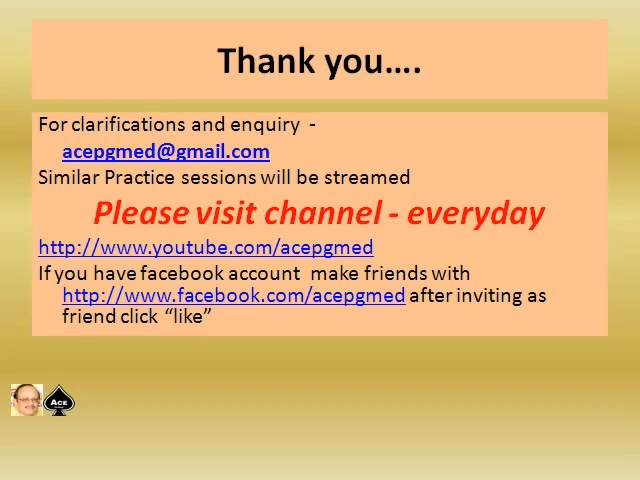 Thank you….
For clarifications and enquiry -
acepgmed@gmail.com
Similar Practice sessions will be streamed
Please visit channel - everyday
http://www.youtube.com/acepgmed
If you have facebook account make friends with
http://www.facebook.com/acepgmed after inviting as
friend click “like”
ACE